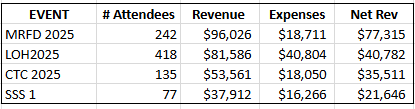 EVENT # Attendees Revenue Expenses Net Rev
MRFD 2025 242 $96,026 $18,711 $77,315
LOH2025 418 $81,586 $40,804 $40,782
CTC 2025 135 $53,561 $18,050 $35,511
SSS 1 77 $37,912 $16,266 $21,646